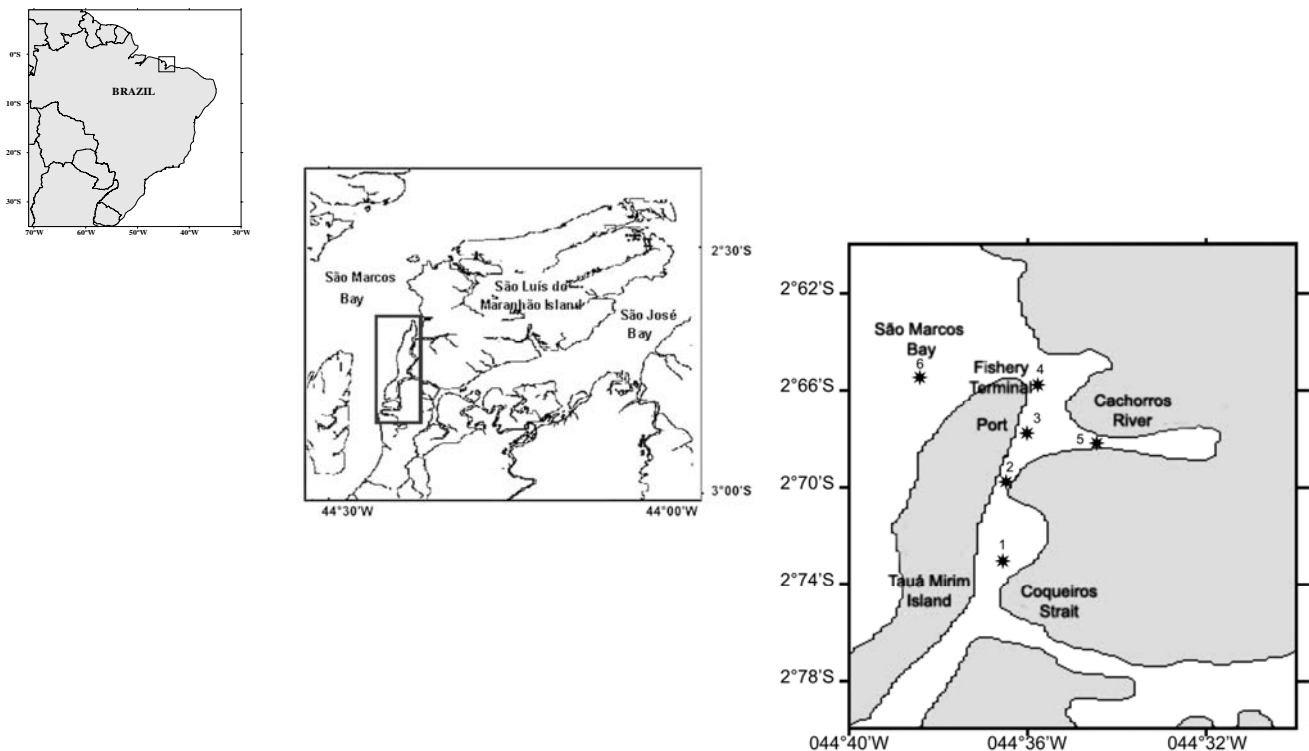 0°S
10°S
20°S
30°S
70°W
60°W
50°W
40°W
30°W
BRAZIL
São Marcos
Bay
São Luís do
Maranhão Island
São José
Bay
2°30'S
3°00'S
44°30'W
44°00'W
2°62'S
2°66'S
2°70'S
2°74'S
2°78'S
São Marcos
Bay
6
Fishery
Terminal
4
Cachorros
River
Port
3
5
2
1
Tauá Mirim
Island
Coqueiros
Strait
044°40'W
044°36'W
044°32'W